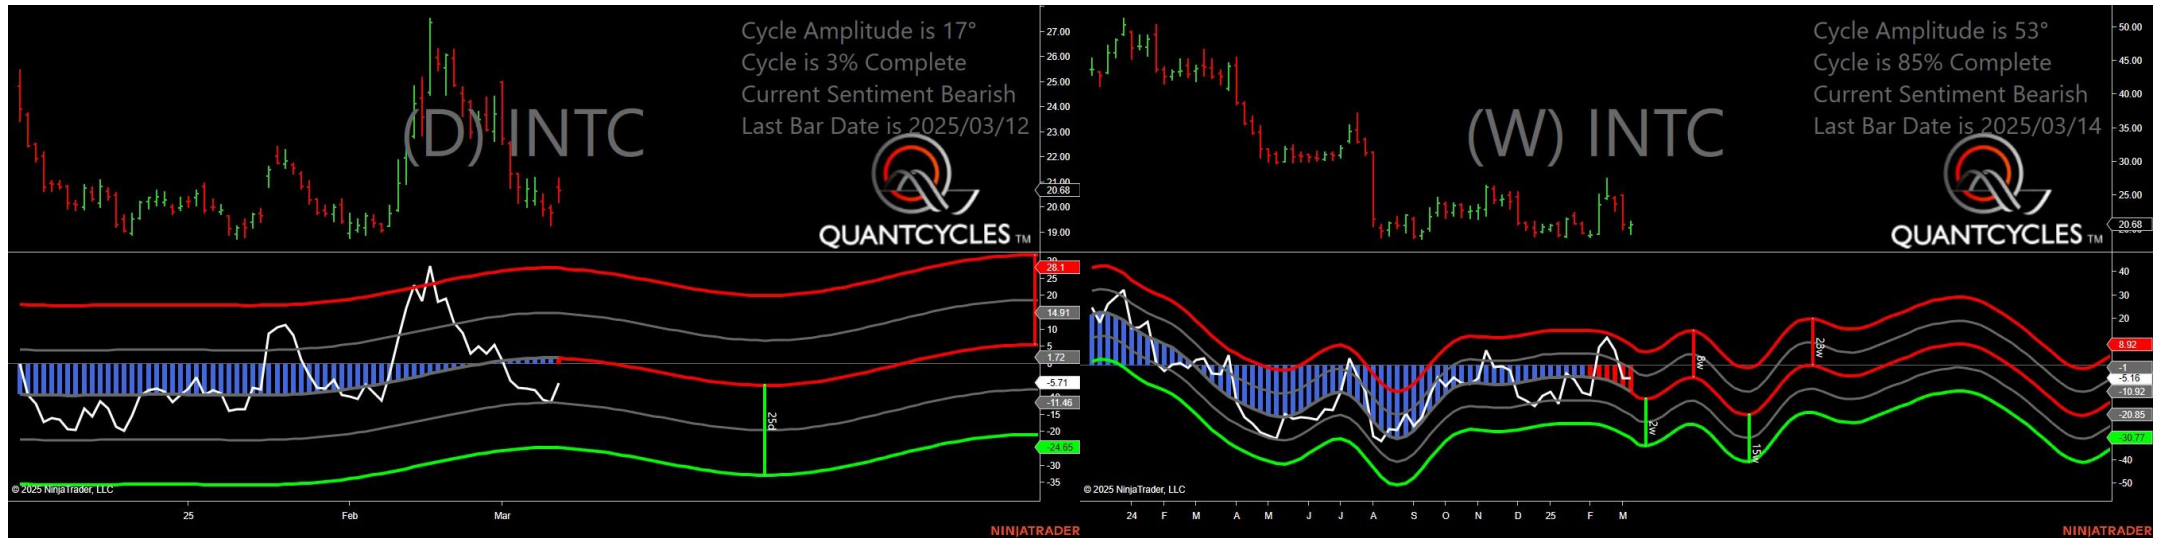 Cycle Amplitude is 17°
Cycle is 3% Complete
Current Sentiment Bearish
Last Bar Date is 2025/03/12
(D) INTC
QUANTCYCLES TM
27.00
26.00
25.00
24.00
23.00
22.00
21.00
20.68
20.00
19.00
28.1
25
20
14.91
10
5
1.72
-5.71
-11.46
-15
-20
-24.65
-30
-35
25d
© 2025 NinjaTrader, LLC
25 Feb Mar
NINJATRADER
Cycle Amplitude is 53°
Cycle is 85% Complete
Current Sentiment Bearish
Last Bar Date is 2025/03/14
(W) INTC
QUANTCYCLES TM
50.00
45.00
40.00
35.00
30.00
25.00
20.68
40
30
20
8.92
-1
-5.16
-10.92
-20.85
-30.77
-40
-50
2w
8w
15w
23w
© 2025 NinjaTrader, LLC
24 F M A M J J A S O N D 25 F M
NINJATRADER